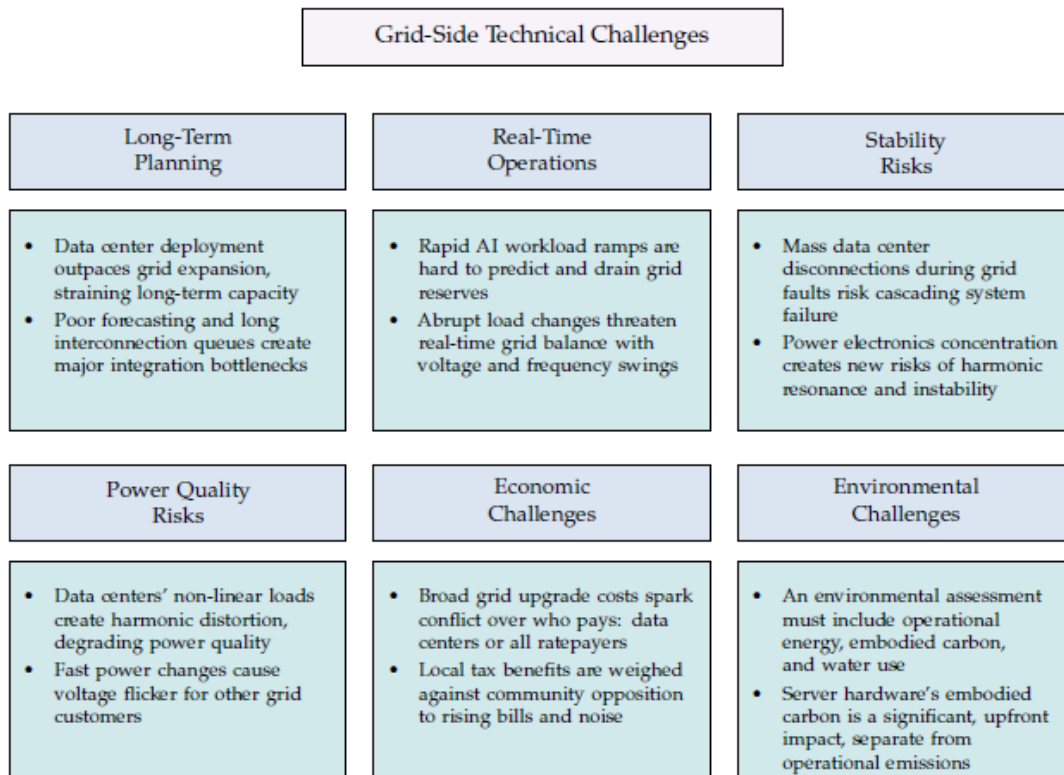 Grid-Side Technical Challenges
Long-Term
Planning
• Data center deployment
outpaces grid expansion,
straining long-term capacity
• Poor forecasting and long
interconnection queues create
major integration bottlenecks
Real-Time
Operations
• Rapid AI workload ramps are
hard to predict and drain grid
reserves
• Abrupt load changes threaten
real-time grid balance with
voltage and frequency swings
Stability
Risks
• Mass data center
disconnections during grid
faults risk cascading system
failure
• Power electronics concentration
creates new risks of harmonic
resonance and instability
Power Quality
Risks
• Data centers’ non-linear loads
create harmonic distortion,
degrading power quality
• Fast power changes cause
voltage flicker for other grid
customers
Economic
Challenges
• Broad grid upgrade costs spark
conflict over who pays: data
centers or all ratepayers
• Local tax benefits are weighed
against community opposition
to rising bills and noise
Environmental
Challenges
• An environmental assessment
must include operational
energy, embodied carbon,
and water use
• Server hardware’s embodied
carbon is a significant, upfront
impact, separate from
operational emissions